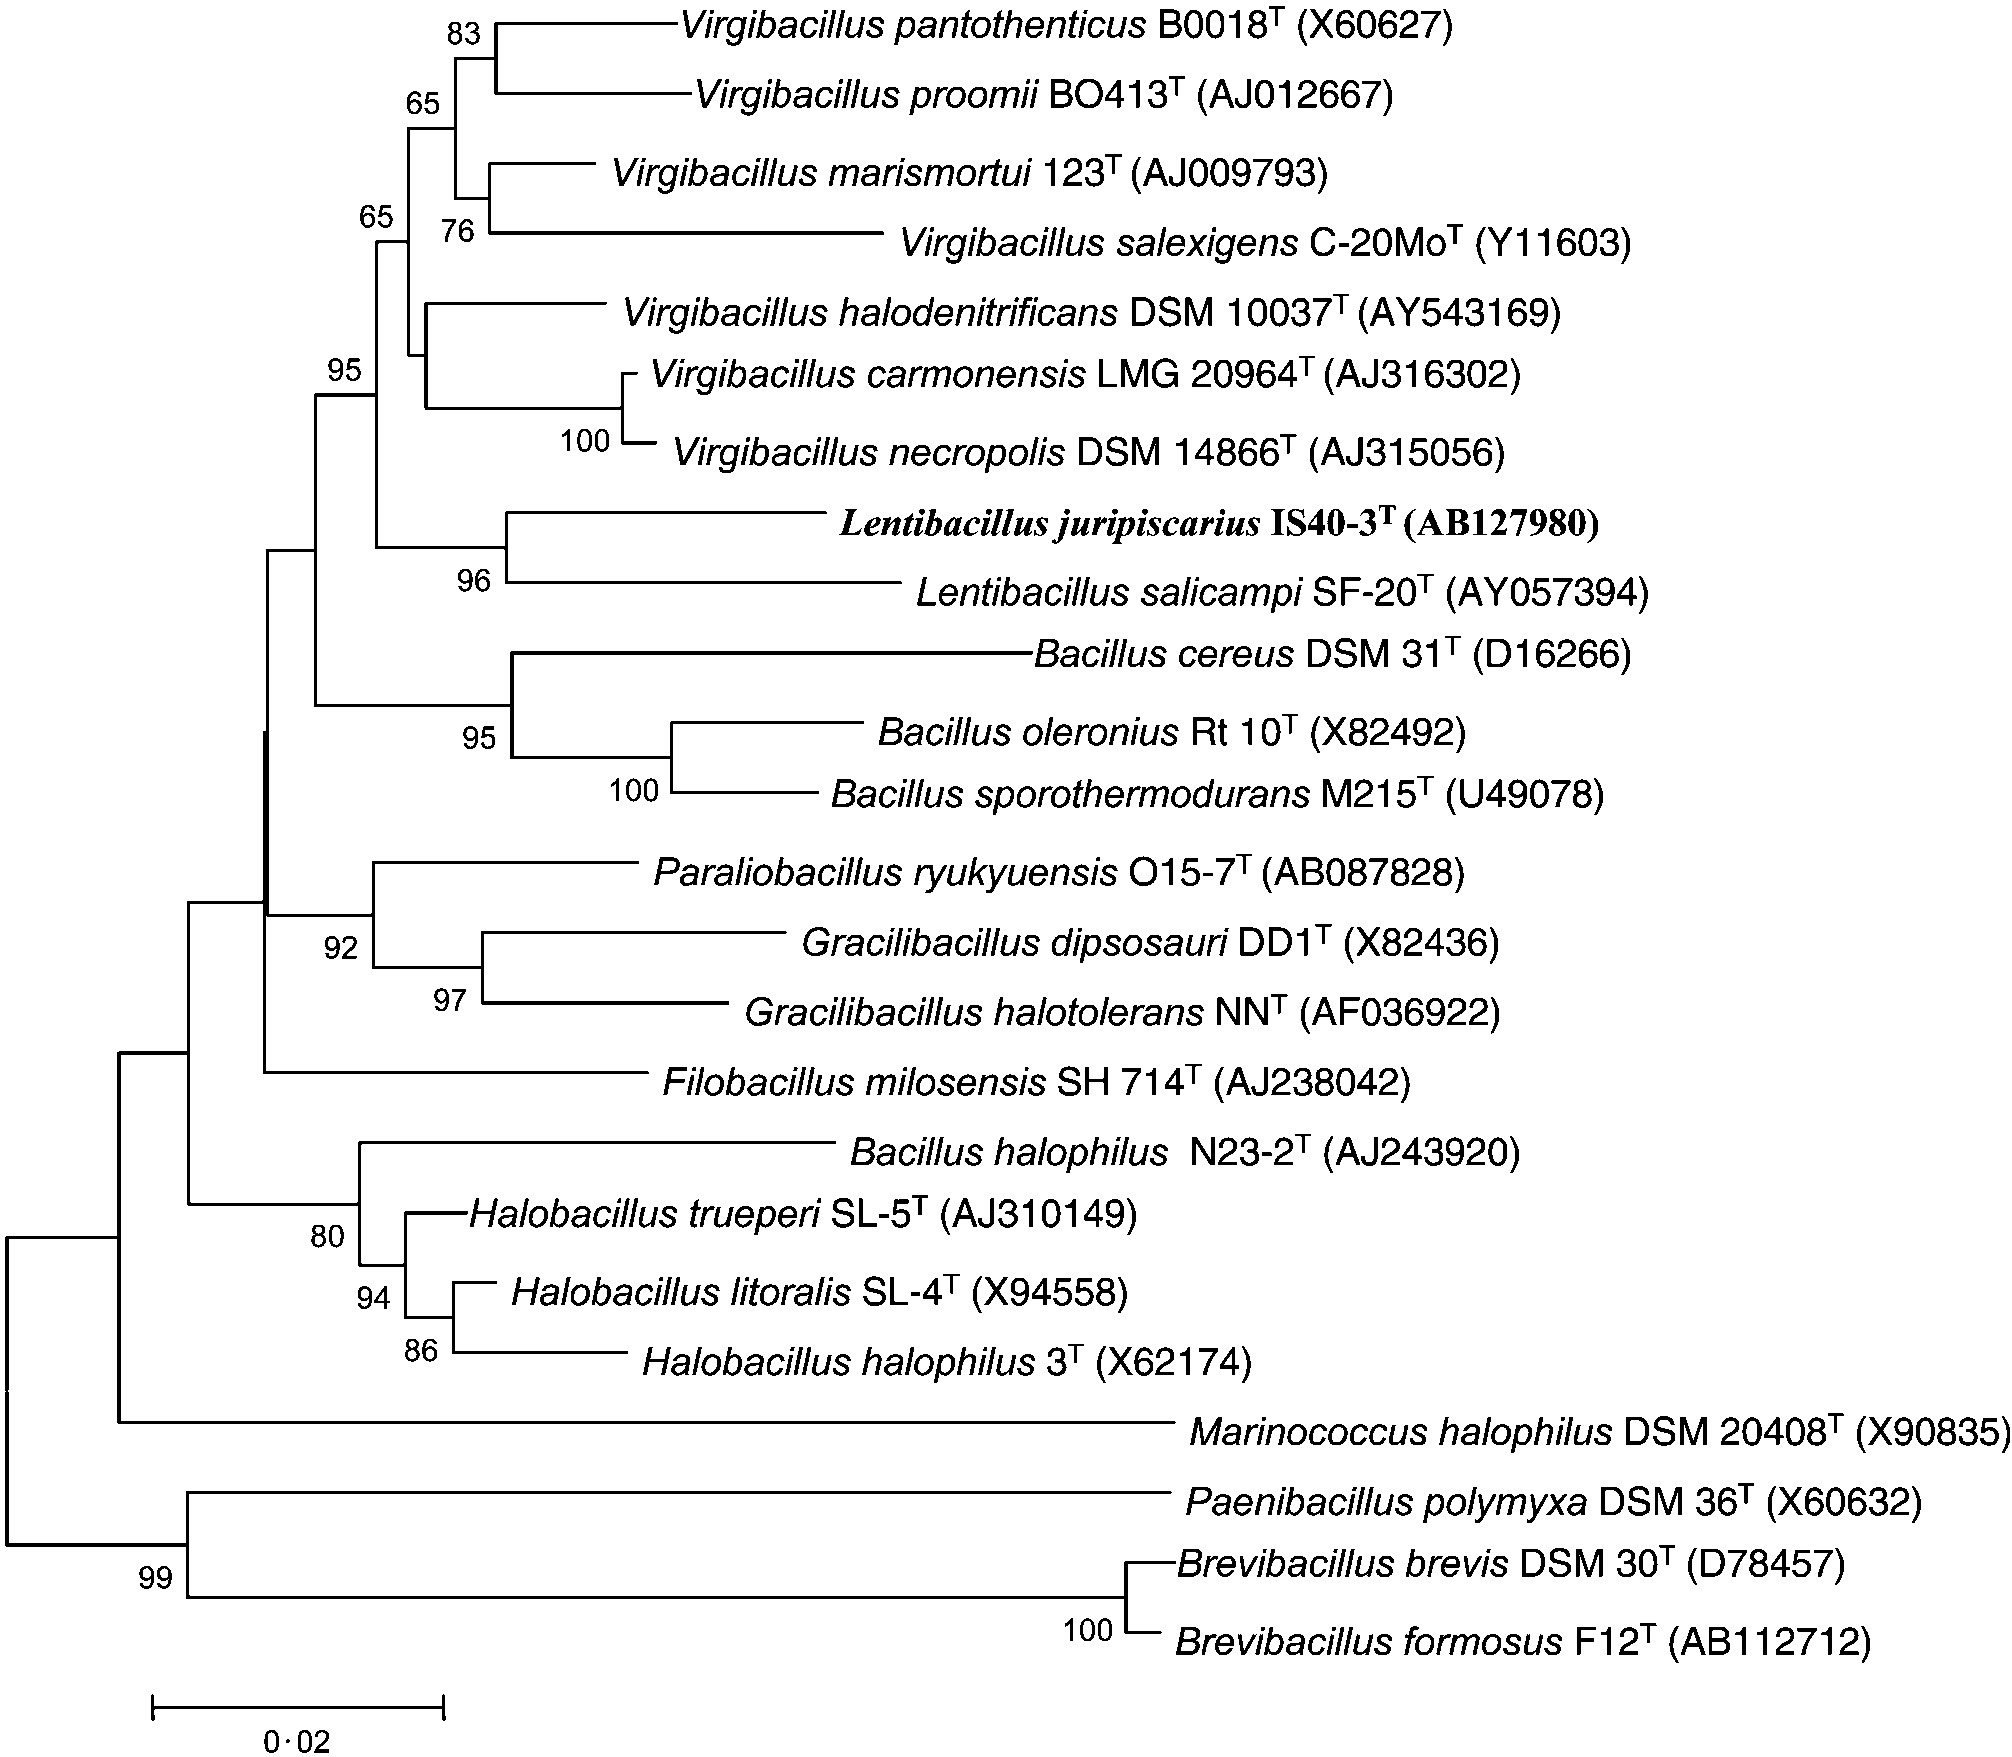 83
Virgibacillus pantothenticus B0018ᵀ (X60627)
65
Virgibacillus proomii BO413ᵀ (AJ012667)
Virgibacillus marismortui 123ᵀ (AJ009793)
65
76
Virgibacillus salexigens C-20Moᵀ (Y11603)
Virgibacillus halodenitrificans DSM 10037ᵀ (AY543169)
95
Virgibacillus carmonensis LMG 20964ᵀ (AJ316302)
100
Virgibacillus necropolis DSM 14866ᵀ (AJ315056)
Lentibacillus juripiscarius IS40-3ᵀ (AB127980)
96
Lentibacillus salicampi SF-20ᵀ (AY057394)
Bacillus cereus DSM 31ᵀ (D16266)
95
Bacillus oleronius Rt 10ᵀ (X82492)
100
Bacillus sporothermodurans M215ᵀ (U49078)
Paraliobacillus ryukyuensis O15-7ᵀ (AB087828)
92
Gracilibacillus dipsosauri DD1ᵀ (X82436)
97
Gracilibacillus halotolerans NNᵀ (AF036922)
Filobacillus milosensis SH 714ᵀ (AJ238042)
Bacillus halophilus N23-2ᵀ (AJ243920)
80
Halobacillus trueperi SL-5ᵀ (AJ310149)
94
Halobacillus litoralis SL-4ᵀ (X94558)
86
Halobacillus halophilus 3ᵀ (X62174)
Marinococcus halophilus DSM 20408ᵀ (X90835)
Paenibacillus polymyxa DSM 36ᵀ (X60632)
99
Brevibacillus brevis DSM 30ᵀ (D78457)
100
Brevibacillus formosus F12ᵀ (AB112712)
0·02